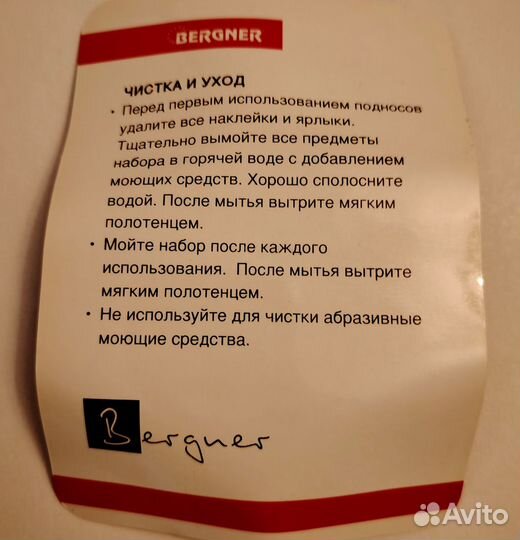 BERGNER
ЧИСТКА И УХОД
• Перед первым использованием подносов
удалите все наклейки и ярлыки.
Тщательно вымойте все предметы
набора в горячей воде с добавлением
моющих средств. Хорошо сполосните
водой. После мытья вытрите мягким
полотенцем.
• Мойте набор после каждого
использования. После мытья вытрите
мягким полотенцем.
• Не используйте для чистки абразивные
моющие средства.
Bergner
Avito